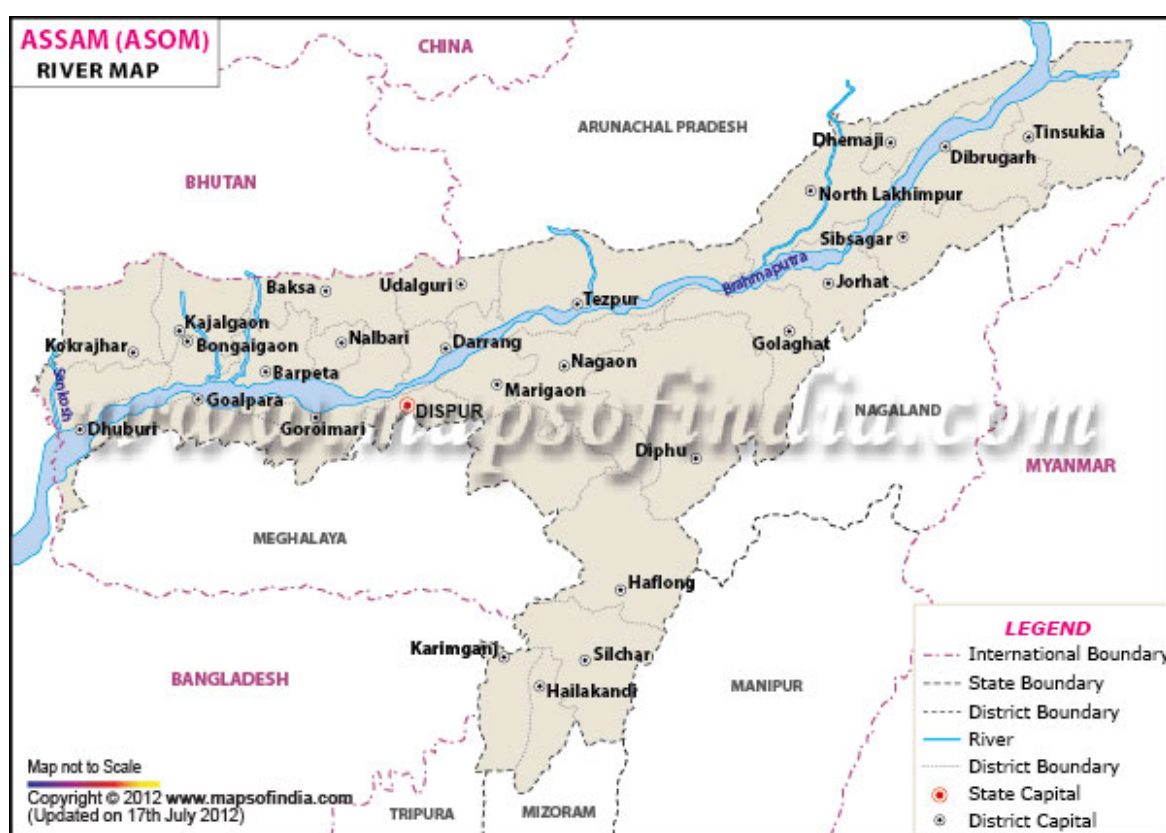 ASSAM (ASOM)
RIVER MAP
CHINA
ARUNACHAL PRADESH
BHUTAN
Dhemaji
Tinsukia
Dibrugarh
North Lakhimpur
Sibsagar
Brahmaputra
Jorhat
Baksa
Udalguri
Tezpur
Kajalgaon
Kokrajhar
Bongaigaon
Nalbari
Darrang
Golaghat
Nagaon
Barpeta
Marigaon
Sankosh
Goalpara
DISPUR
NAGALAND
Dhuburi
Goroimari
www.mapsofindia.com
Diphu
MYANMAR
MEGHALAYA
Haflong
Karimganj
Silchar
BANGLADESH
Hailakandi
MANIPUR
TRIPURA
MIZORAM
LEGEND
International Boundary
State Boundary
District Boundary
River
District Boundary
State Capital
District Capital
Map not to Scale
Copyright © 2012 www.mapsofindia.com
(Updated on 17th July 2012)